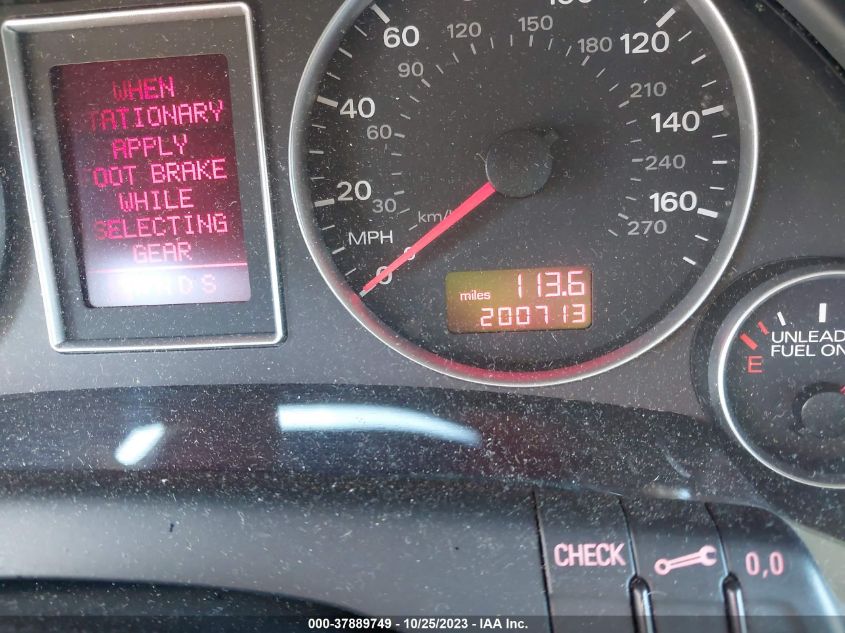 WHEN
TATIONARY
APPLY
OOT BRAKE
WHILE
SELECTING
GEAR
D S
60
120
150
180
120
90
40
210
140
60
20
240
160
30
km/
270
MPH
0
0
miles 113.6
200713
UNLEAD
FUEL ON
E
CHECK
0,0
000-37889749 - 10/25/2023 - IAA Inc.